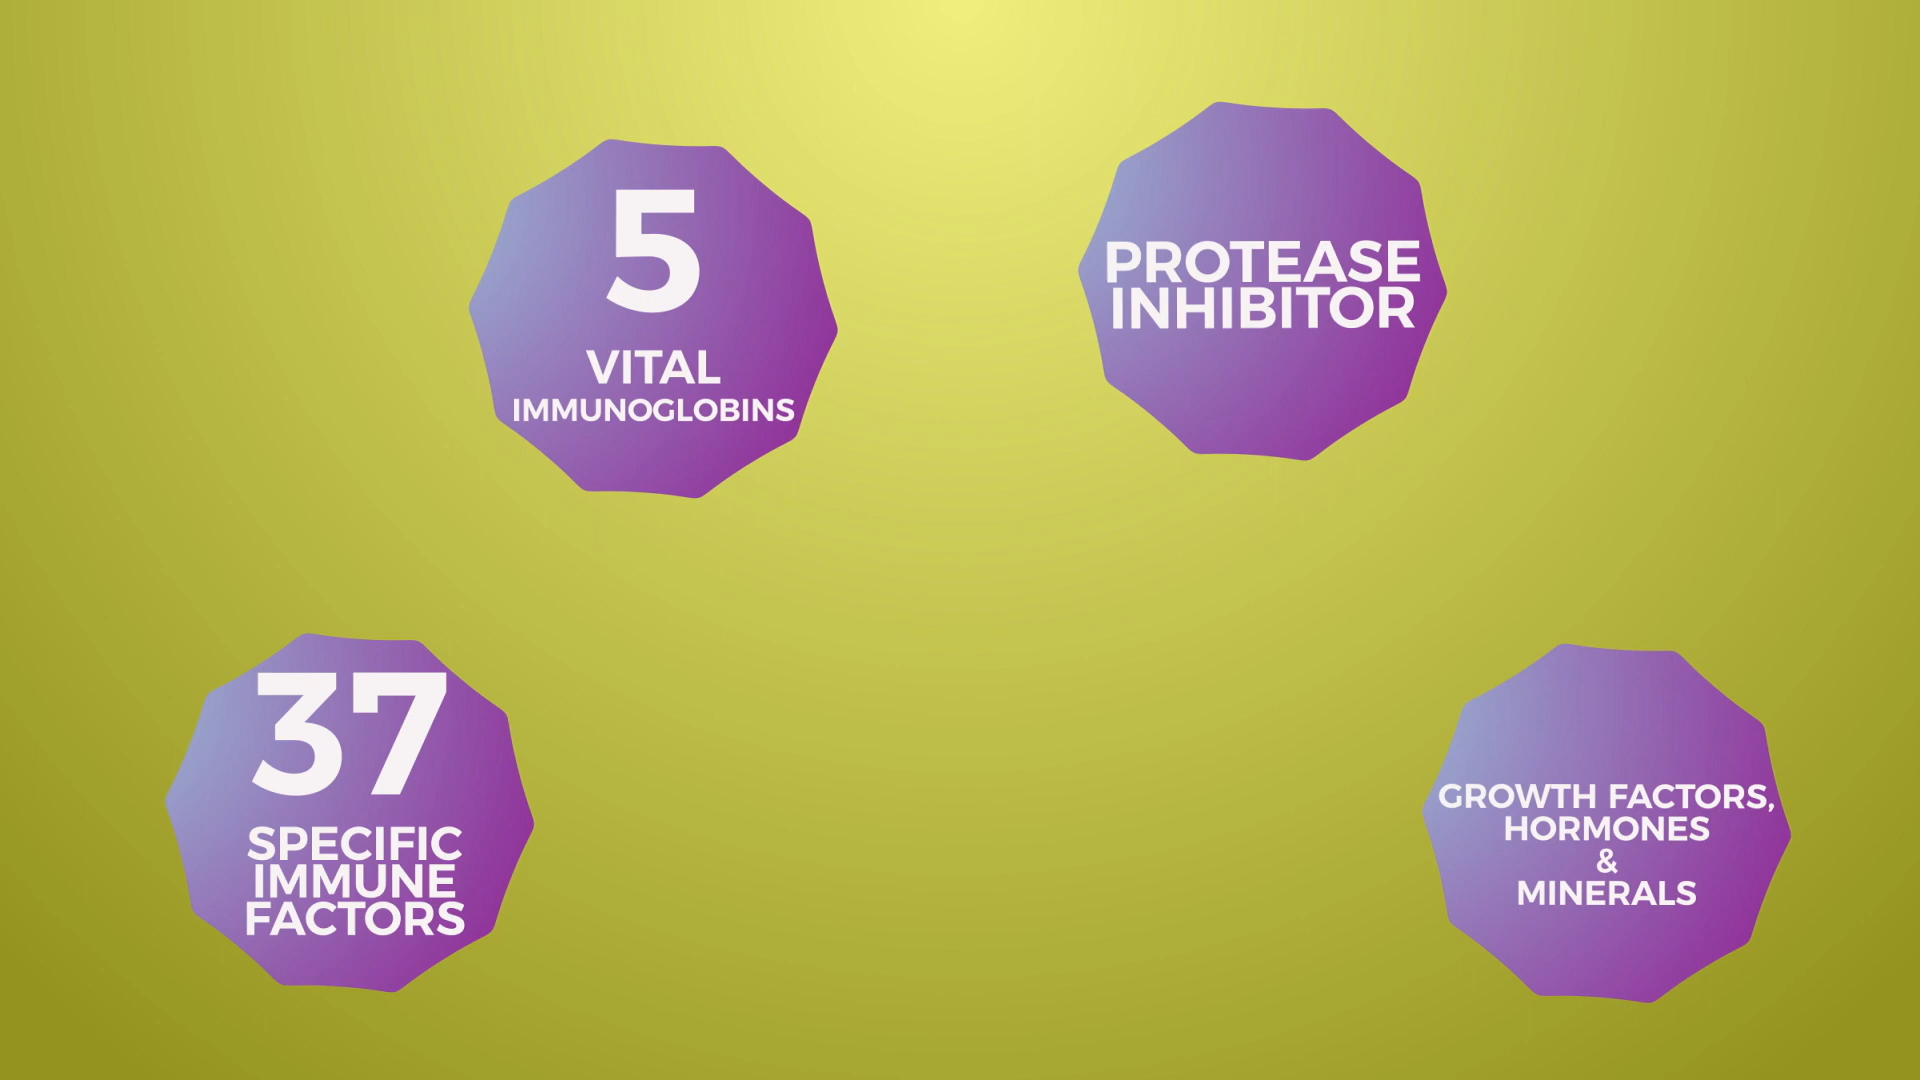 5
VITAL
IMMUNOGLOBINS
PROTEASE
INHIBITOR
37
SPECIFIC
IMMUNE
FACTORS
GROWTH FACTORS,
HORMONES
&
MINERALS